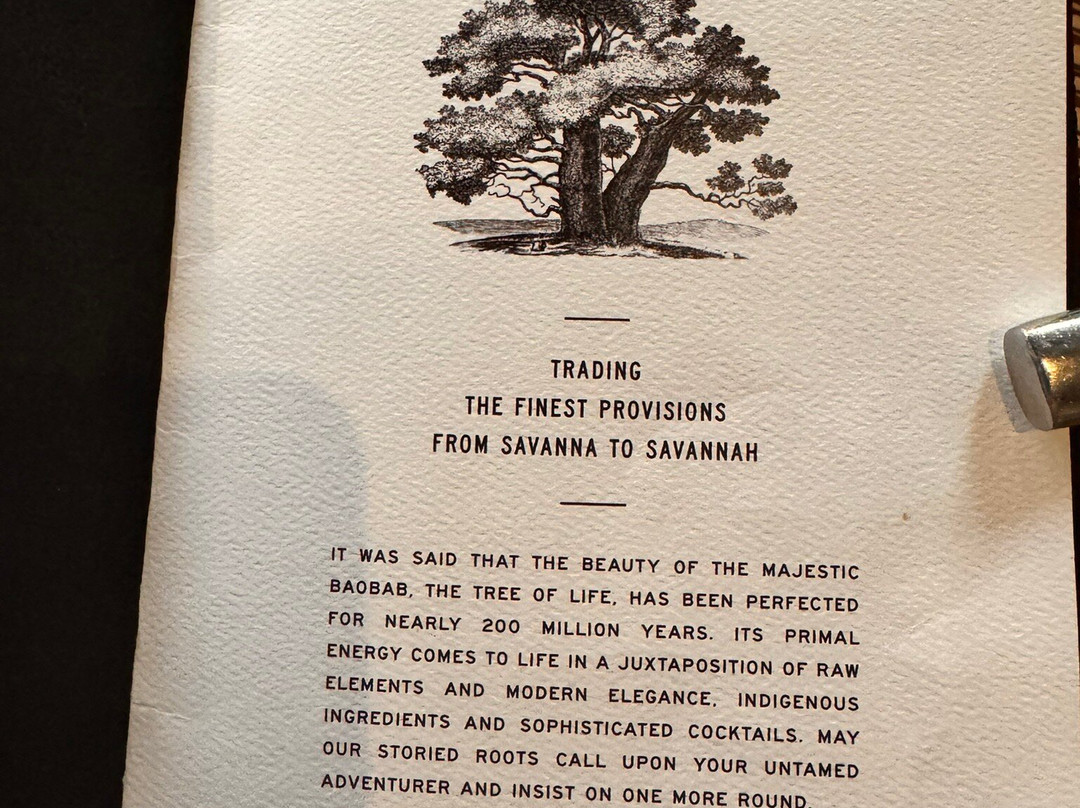 TRADING
THE FINEST PROVISIONS
FROM SAVANNA TO SAVANNAH
IT WAS SAID THAT THE BEAUTY OF THE MAJESTIC
BAOBAB, THE TREE OF LIFE, HAS BEEN PERFECTED
FOR NEARLY 200 MILLION YEARS. ITS PRIMAL
ENERGY COMES TO LIFE IN A JUXTAPOSITION OF RAW
ELEMENTS AND MODERN ELEGANCE, INDIGENOUS
INGREDIENTS AND SOPHISTICATED COCKTAILS. MAY
OUR STORIED ROOTS CALL UPON YOUR UNTAMED
ADVENTURER AND INSIST ON ONE MORE ROUND.